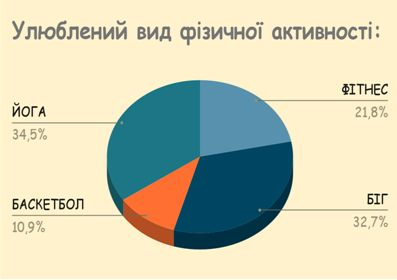 Улюблений вид фізичної активності:
ФІТНЕС
21,8%
ЙОГА
34,5%
БАСКЕТБОЛ
10,9%
БІГ
32,7%